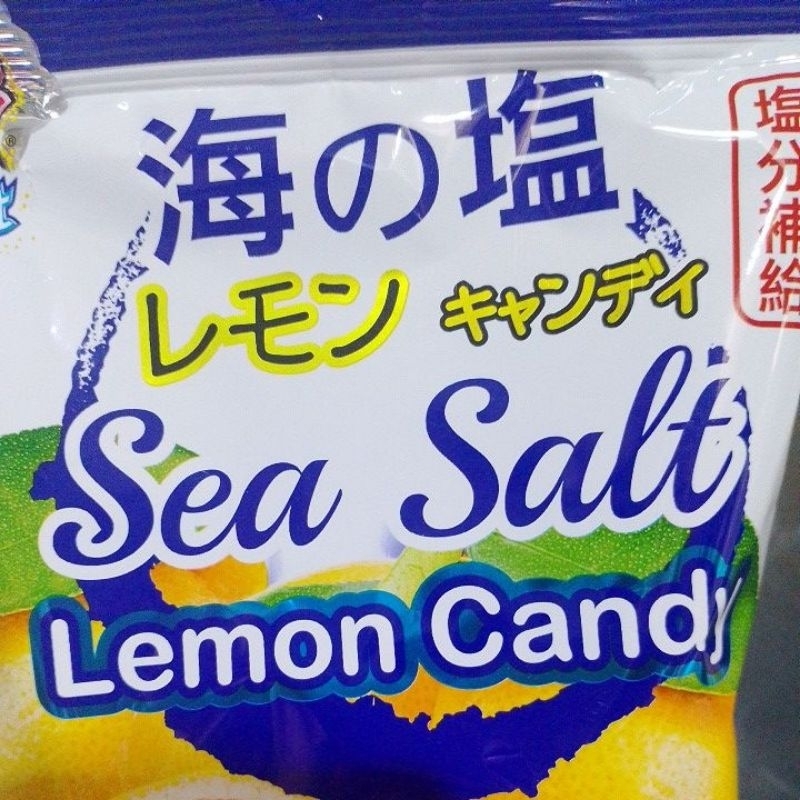 海の塩
塩分補給
レモン キャンディ
Sea Salt
Lemon Candy